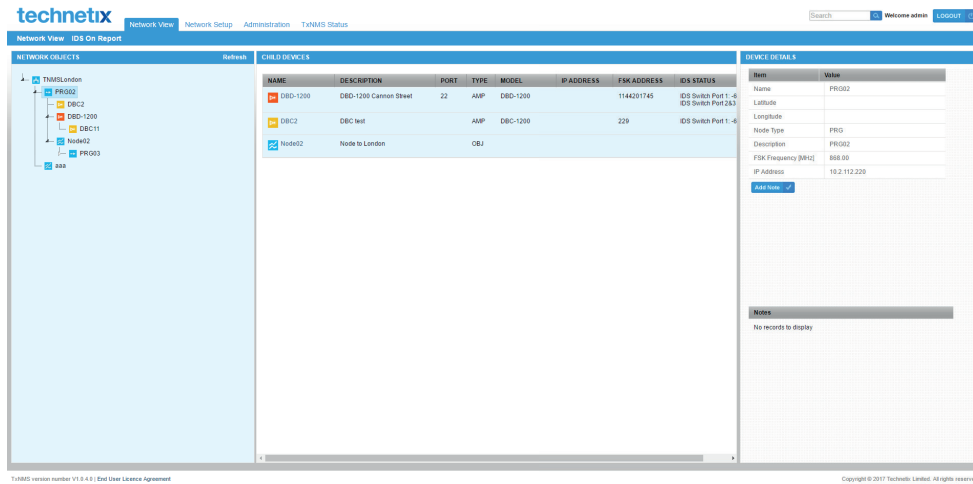 technetix
Network View Network Setup Administration TxNMS Status
Search Welcome admin LOGOUT
Network View IDS On Report
NETWORK OBJECTS Refresh
TNMSLondon
PRG02
DBC2
DBD-1200
DBC11
Node02
PRG03
aaa
CHILD DEVICES
NAME DESCRIPTION PORT TYPE MODEL IP ADDRESS FSK ADDRESS IDS STATUS
DBD-1200 DBD-1200 Cannon Street 22 AMP DBD-1200 1144201745 IDS Switch Port 1: -6
IDS Switch Port 2&3
DBC2 DBC test AMP DBC-1200 229 IDS Switch Port 1: -6
Node02 Node to London OBJ
DEVICE DETAILS
Item Value
Name PRG02
Latitude
Longitude
Node Type PRG
Description PRG02
FSK Frequency [MHz] 868.00
IP Address 10.2.112.220
Add Note
Notes
No records to display
TxNMS version number V1.0.4.0 | End User Licence Agreement
Copyright © 2017 Technetix Limited. All rights reserv